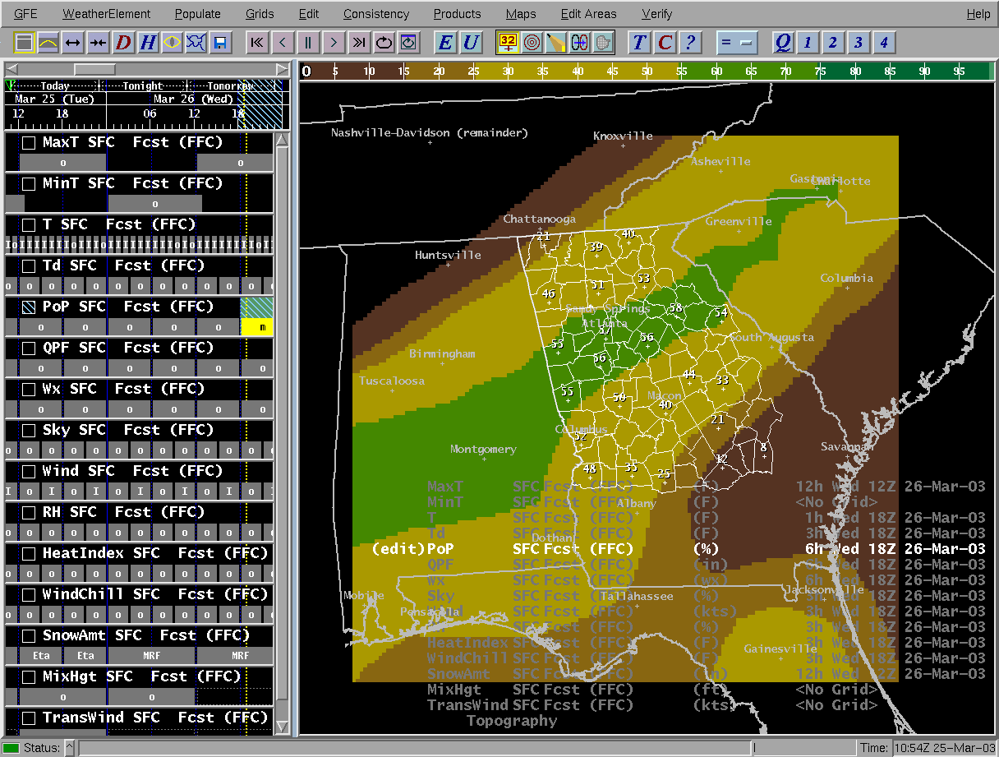 GFE WeatherElement Populate Grids Edit Consistency Products Maps Edit Areas Verify Help
D H E U 32 T C ? = Q 1 2 3 4
0 5 10 15 20 25 30 35 40 45 50 55 60 65 70 75 80 85 90 95
Today Tonight Tomorrow
Mar 25 (Tue) Mar 26 (Wed)
12 18 06 12 18
MaxT SFC Fcst (FFC)
o o
MinT SFC Fcst (FFC)
o
T SFC Fcst (FFC)
Td SFC Fcst (FFC)
o o o o o o o o o o o o
PoP SFC Fcst (FFC)
o o o o o m
QPF SFC Fcst (FFC)
o o o o o o
Wx SFC Fcst (FFC)
o o o o o o
Sky SFC Fcst (FFC)
o o o o o o o o o o o o
Wind SFC Fcst (FFC)
I o I o I o I o I o I
RH SFC Fcst (FFC)
o o o o o o o o o o o o
HeatIndex SFC Fcst (FFC)
o o o o o o o o o o o o
WindChill SFC Fcst (FFC)
o o o o o o o o o o o o
SnowAmt SFC Fcst (FFC)
Eta Eta MRF MRF
MixHgt SFC Fcst (FFC)
o o
TransWind SFC Fcst (FFC)
Nashville-Davidson (remainder)
Knoxville
Asheville
Gastonia
Charlotte
Chattanooga
Greenville
21 40
39
Huntsville
Columbia
53
51
46
Sandy Springs
58
54
Atlanta
57
56
South Augusta
55
Birmingham
56
44
33
Tuscaloosa
55
50
Macon
40
21
Columbus
52
Montgomery
Savannah
8
12
48
35
25
MaxT SFC Fcst (FFC) 12h Wed 12Z 26-Mar-03
MinT SFC Fcst (FFC) (F) <No Grid>
Albany
T SFC Fcst (FFC) (F) 1h Wed 18Z 26-Mar-03
Td SFC Fcst (FFC) (F) 3h Wed 18Z 26-Mar-03
Dothan
(edit) PoP SFC Fcst (FFC) (%) 6h Wed 18Z 26-Mar-03
QPF SFC Fcst (FFC) (in) 6h Wed 18Z 26-Mar-03
Wx SFC Fcst (FFC) (wx) 6h Wed 18Z 26-Mar-03
Jacksonville
Mobile
Tallahassee
Sky SFC Fcst (FFC) (%) 3h Wed 18Z 26-Mar-03
Pensacola
SFC Fcst (FFC) (kts) 3h Wed 18Z 26-Mar-03
SFC Fcst (FFC) (%) 3h Wed 18Z 26-Mar-03
HeatIndex SFC Fcst (FFC) (F) 3h Wed 18Z 26-Mar-03
Gainesville
WindChill SFC Fcst (FFC) (F) 3h Wed 18Z 26-Mar-03
SnowAmt SFC Fcst (FFC) (in) 12h Wed 12Z 26-Mar-03
MixHgt SFC Fcst (FFC) (ft) <No Grid>
TransWind SFC Fcst (FFC) (kts) <No Grid>
Topography
Status: Time: 10:54Z 25-Mar-03